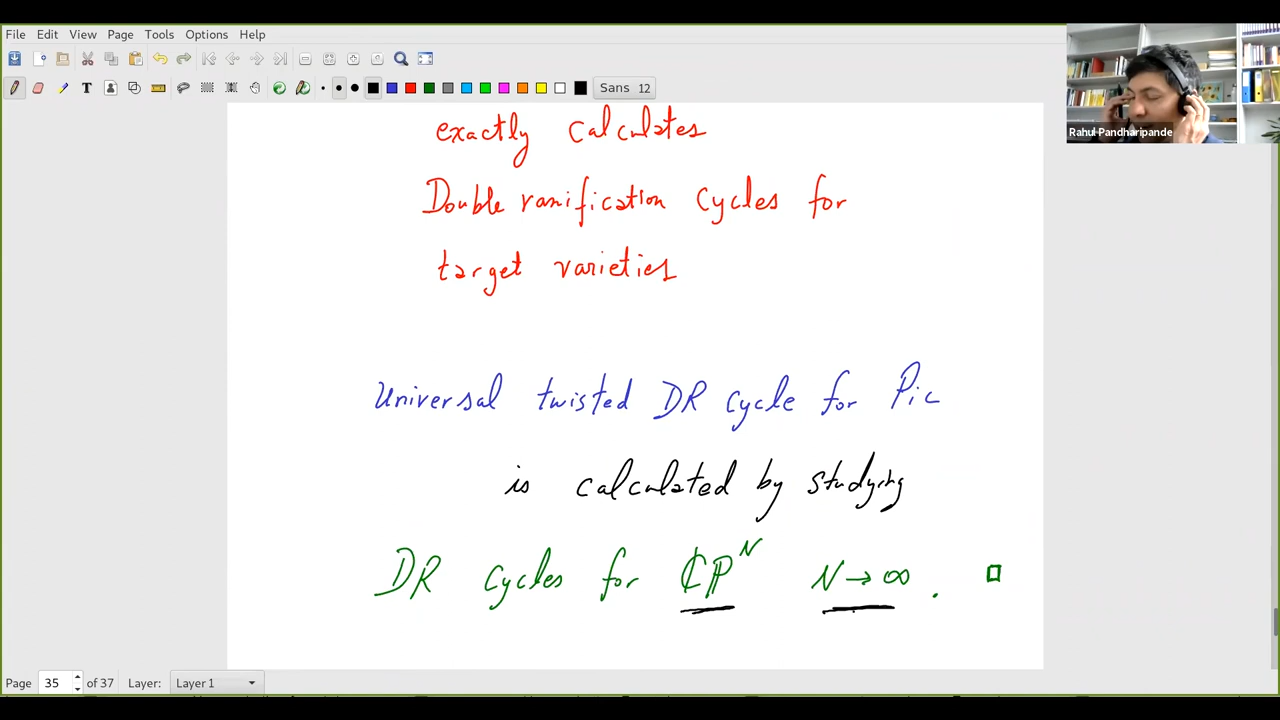 File Edit View Page Tools Options Help
Sans 12
Rahul Pandharipande
exactly calculates
Double ramification cycles for
target varieties
Universal twisted DR cycle for Pic
is calculated by studying
DR cycles for ℂℙ^N N→∞.
Page 35 of 37 Layer: Layer 1